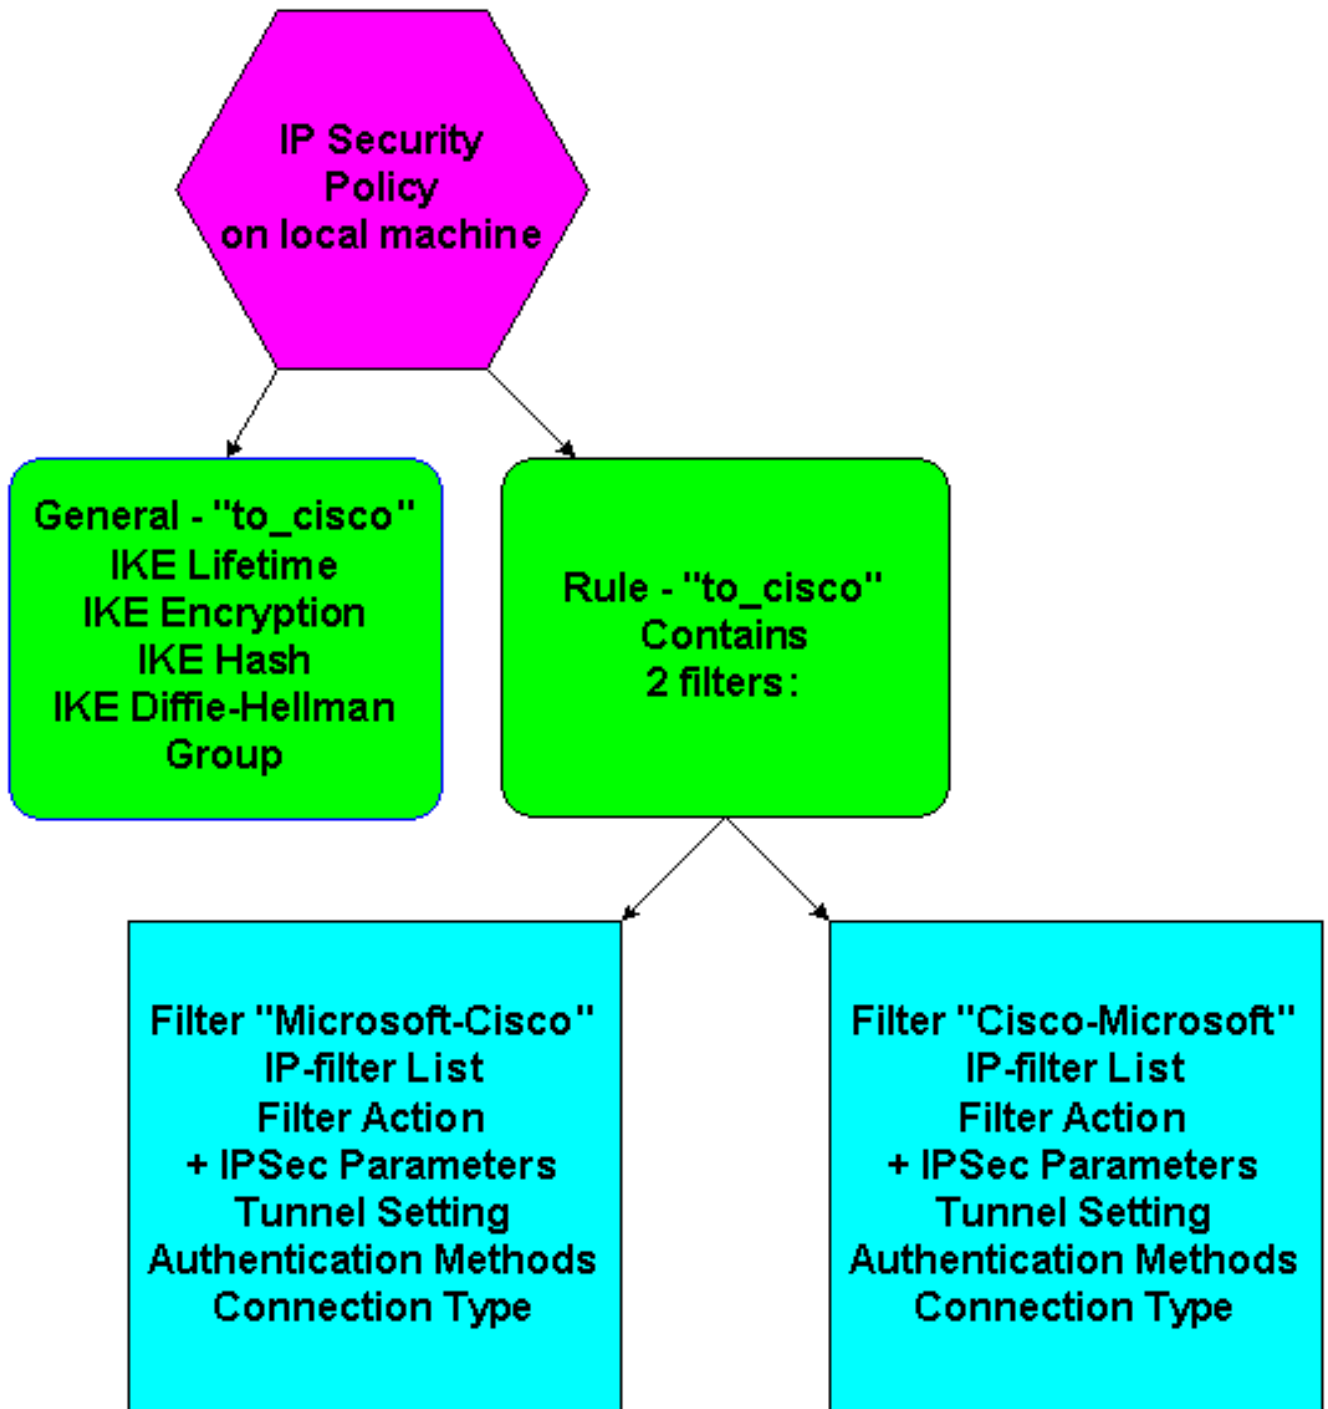 IP Security
Policy
on local machine
General - "to_cisco"
IKE Lifetime
IKE Encryption
IKE Hash
IKE Diffie-Hellman
Group
Rule - "to_cisco"
Contains
2 filters:
Filter "Microsoft-Cisco"
IP-filter List
Filter Action
+ IPSec Parameters
Tunnel Setting
Authentication Methods
Connection Type
Filter "Cisco-Microsoft"
IP-filter List
Filter Action
+ IPSec Parameters
Tunnel Setting
Authentication Methods
Connection Type